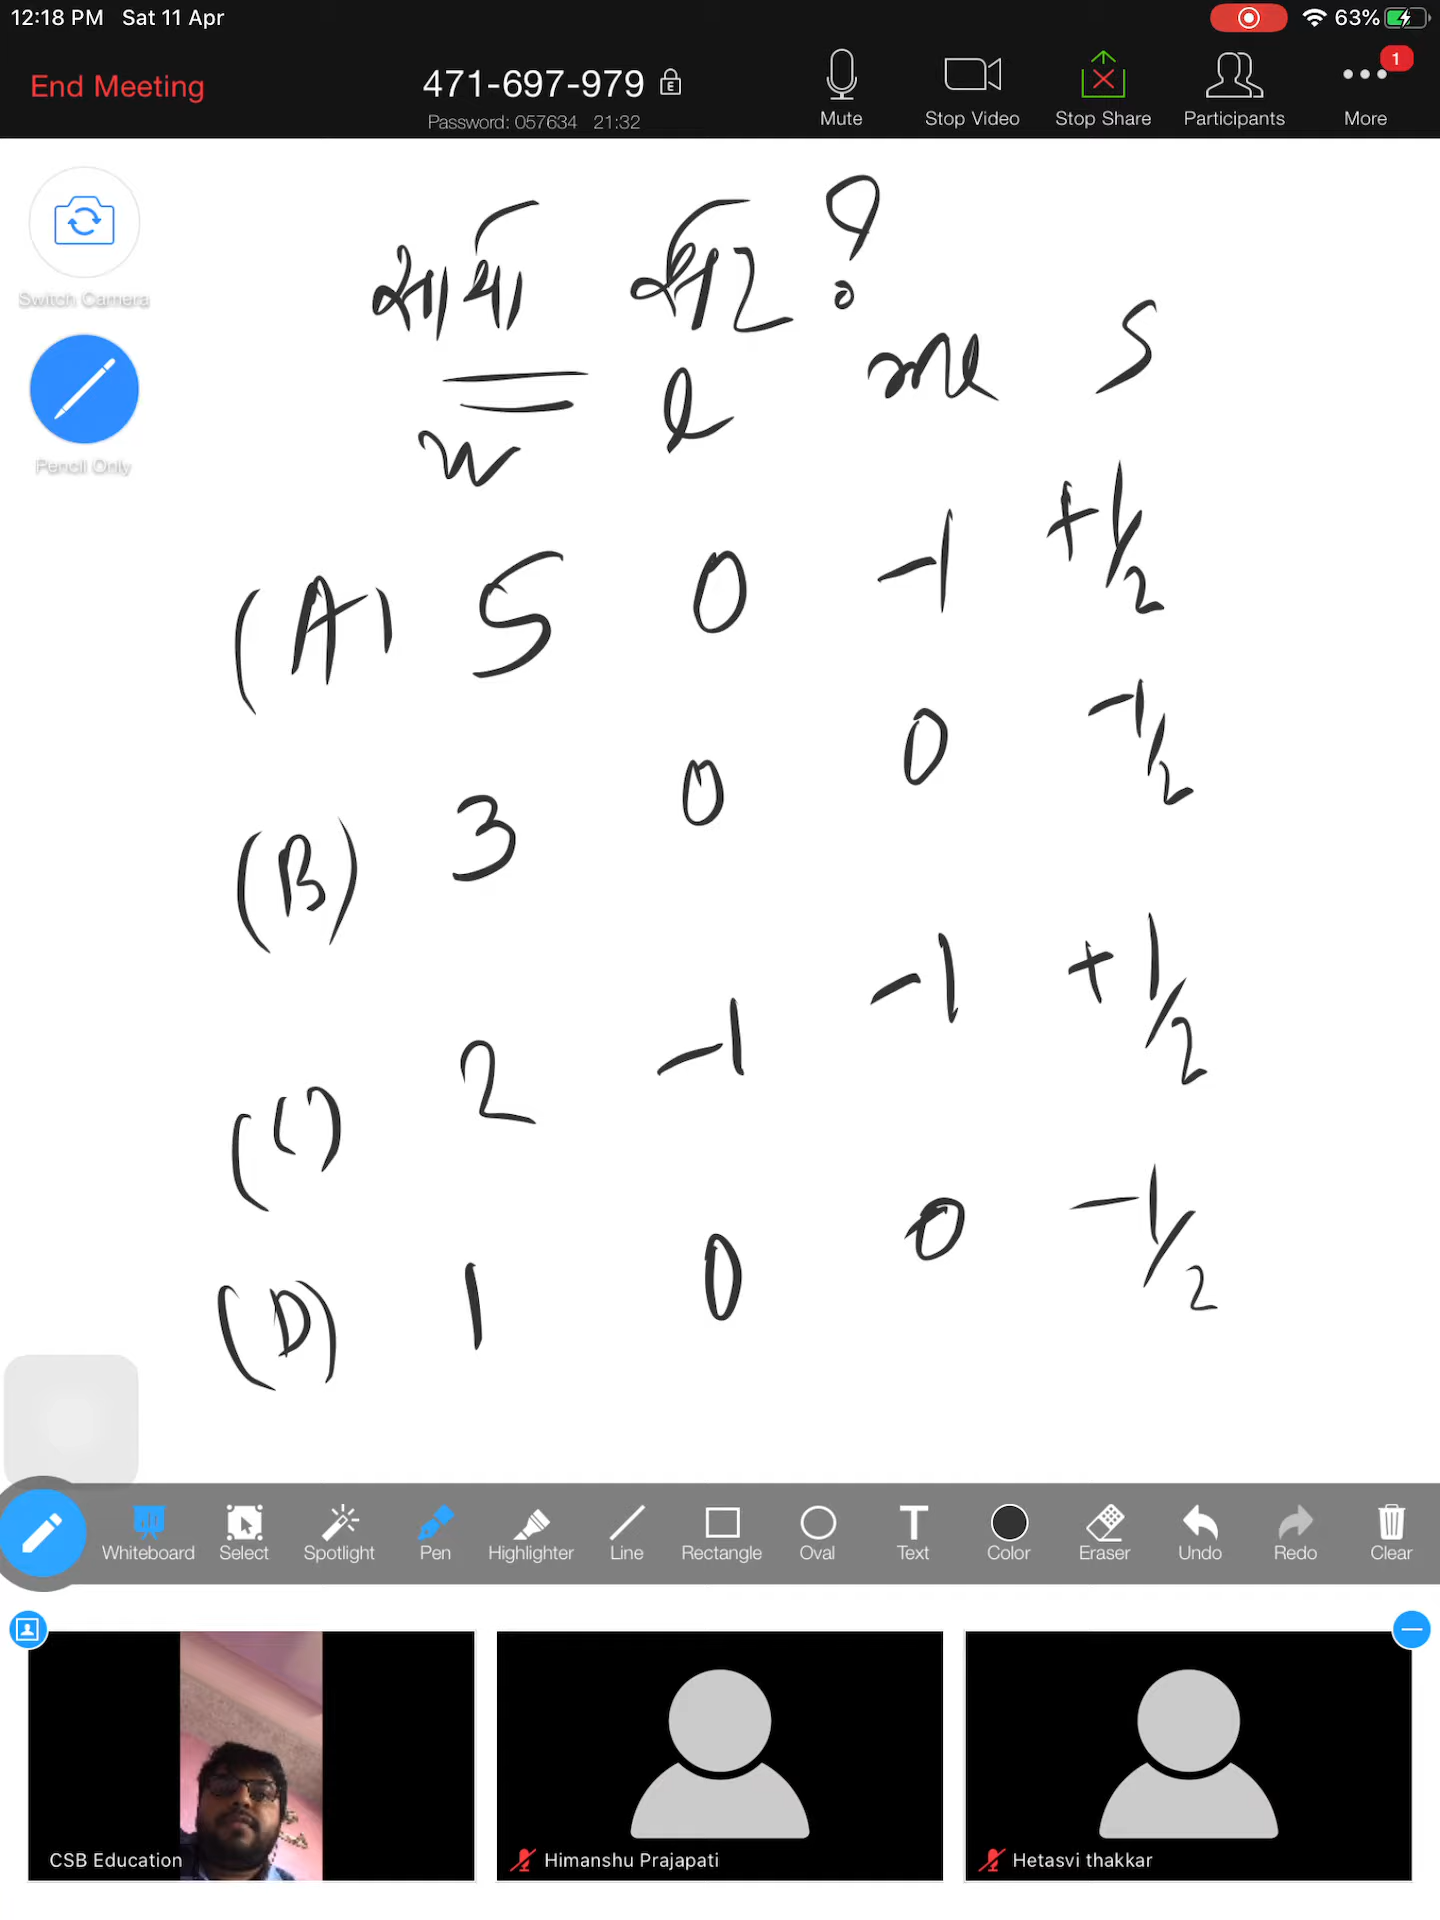 12:18 PM Sat 11 Apr 63%
End Meeting 471-697-979 Mute Stop Video Stop Share Participants More 1
Password: 057634 21:32
Switch Camera
Pencil Only
?
n l me s
(A) 5 0 -1 +1/2
(B) 3 0 0 -1/2
(C) 2 -1 -1 +1/2
(D) 1 0 0 -1/2
Whiteboard Select Spotlight Pen Highlighter Line Rectangle Oval Text Color Eraser Undo Redo Clear
CSB Education Himanshu Prajapati Hetasvi thakkar